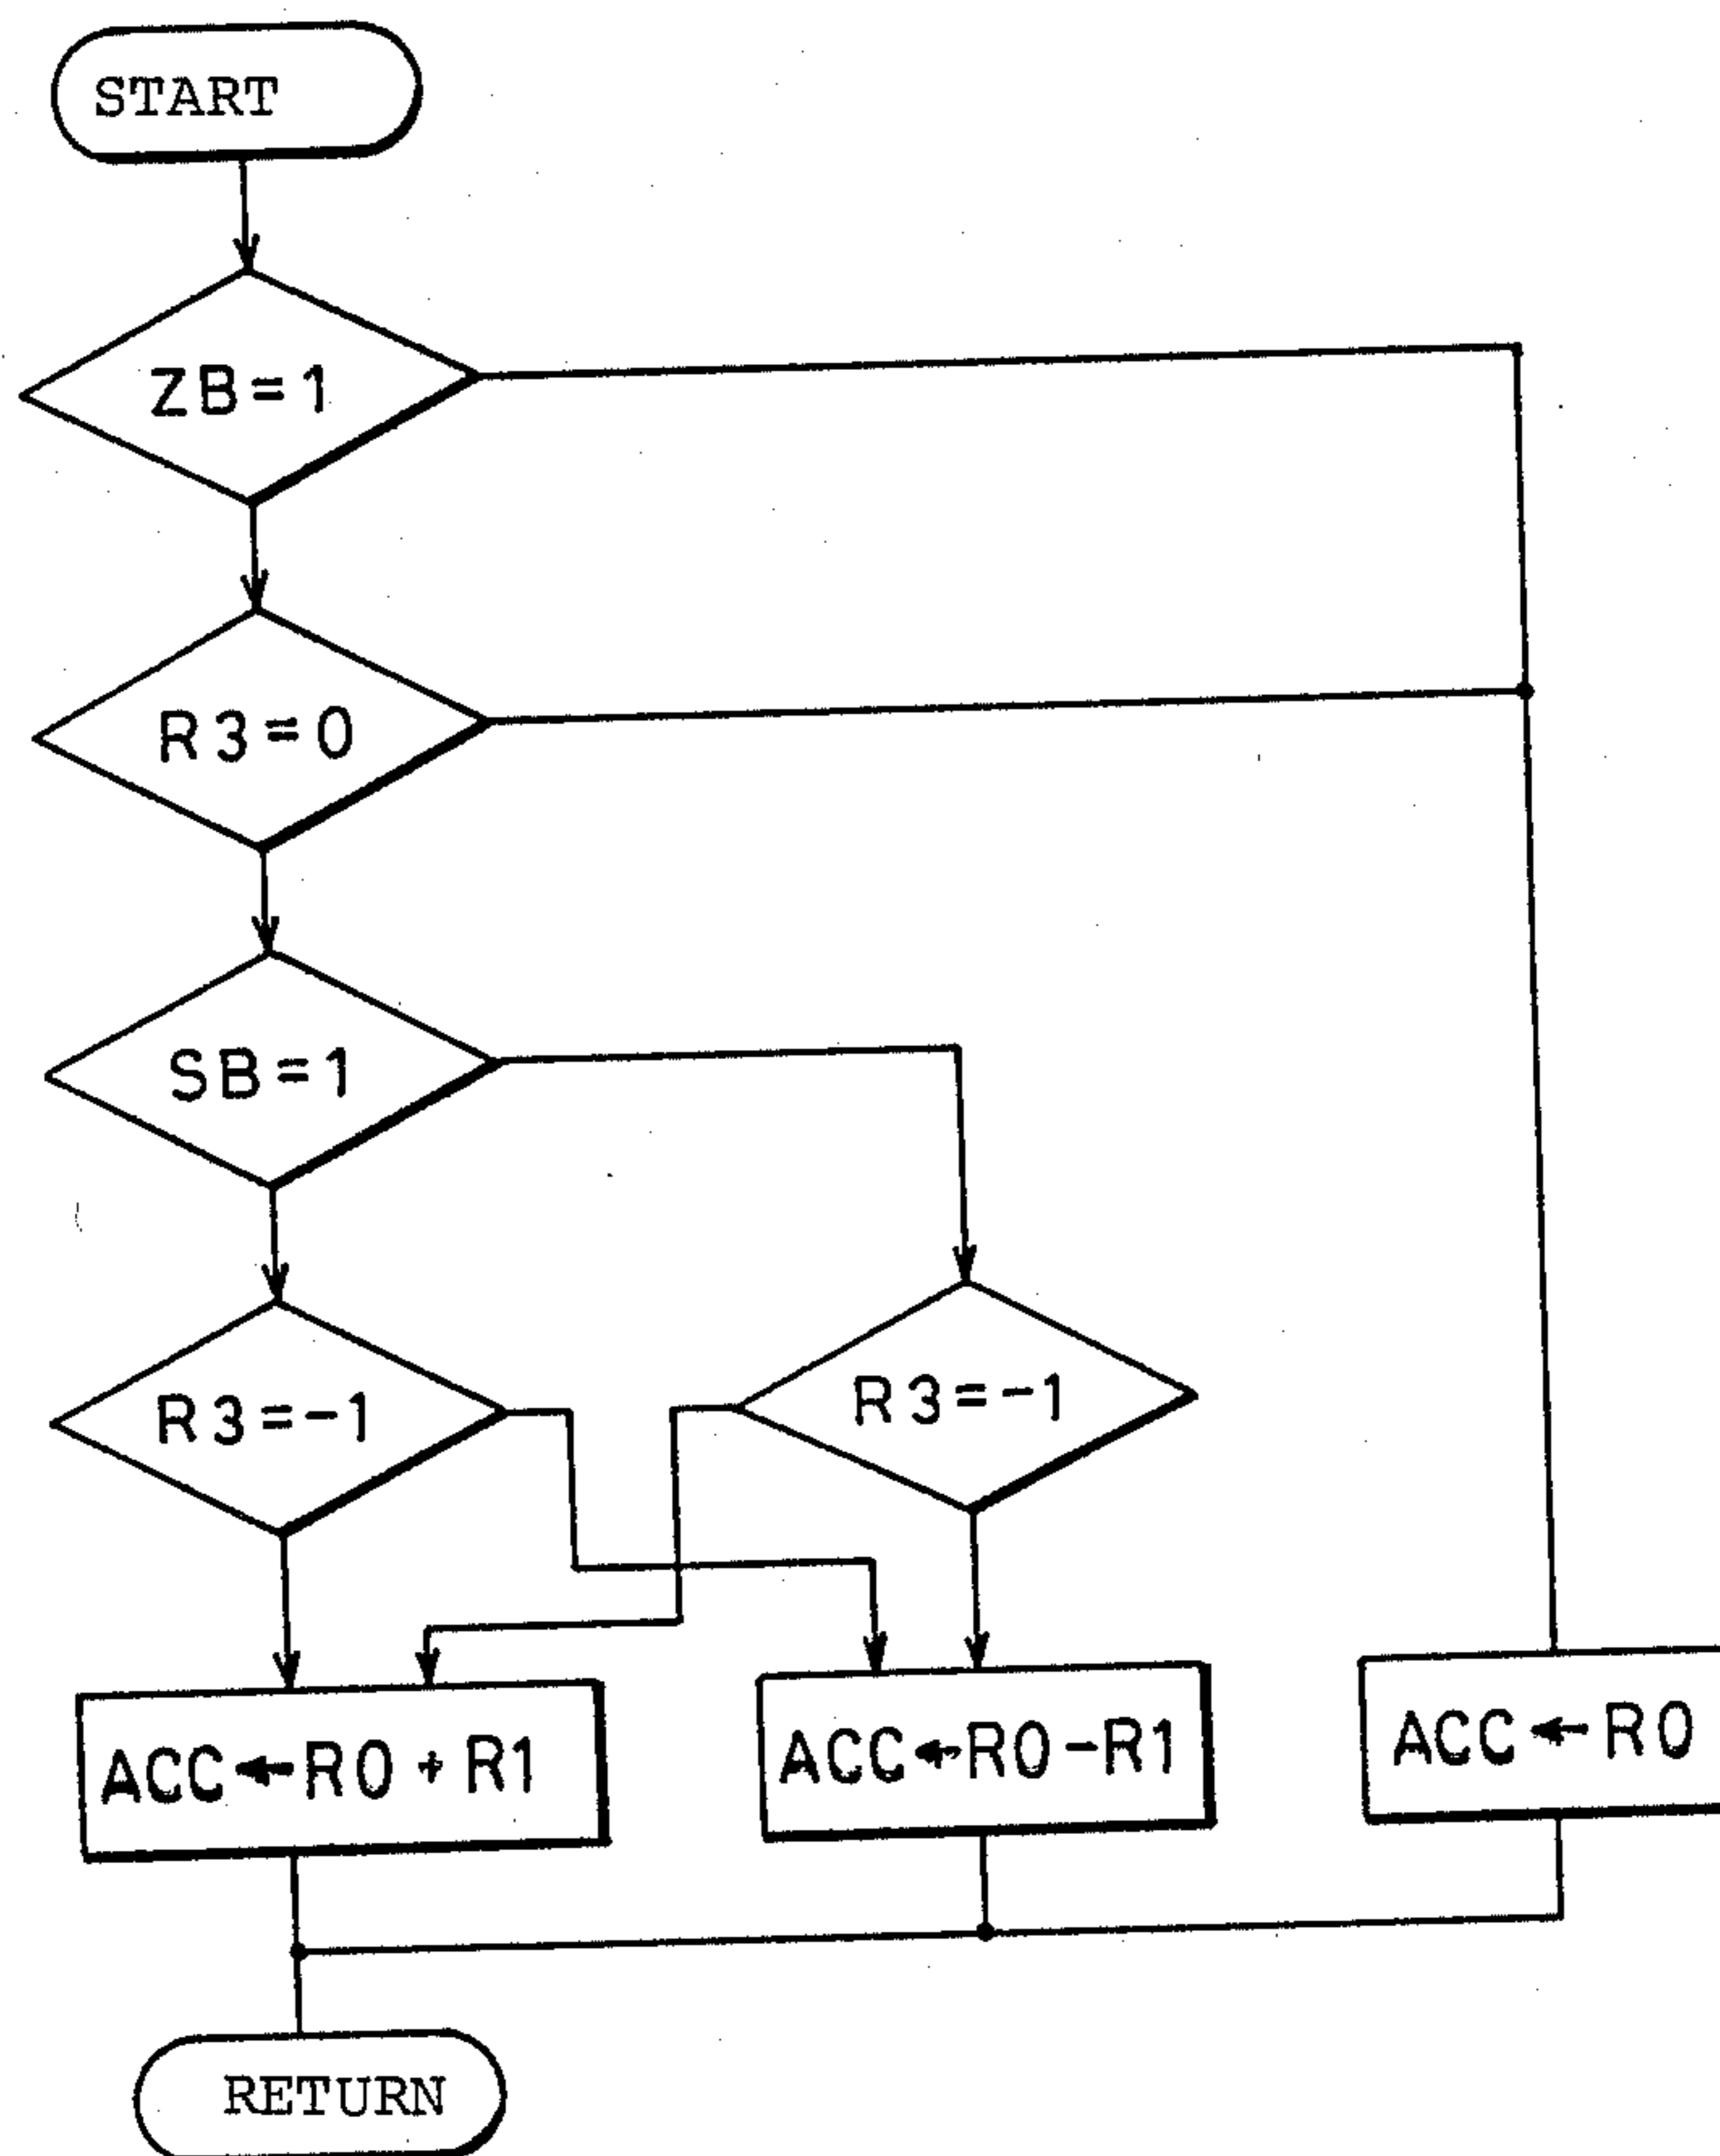 START
ZB=1
R3=0
SB=1
R3=-1
R3=-1
ACC←R0+R1
ACC←R0-R1
ACC←R0
RETURN